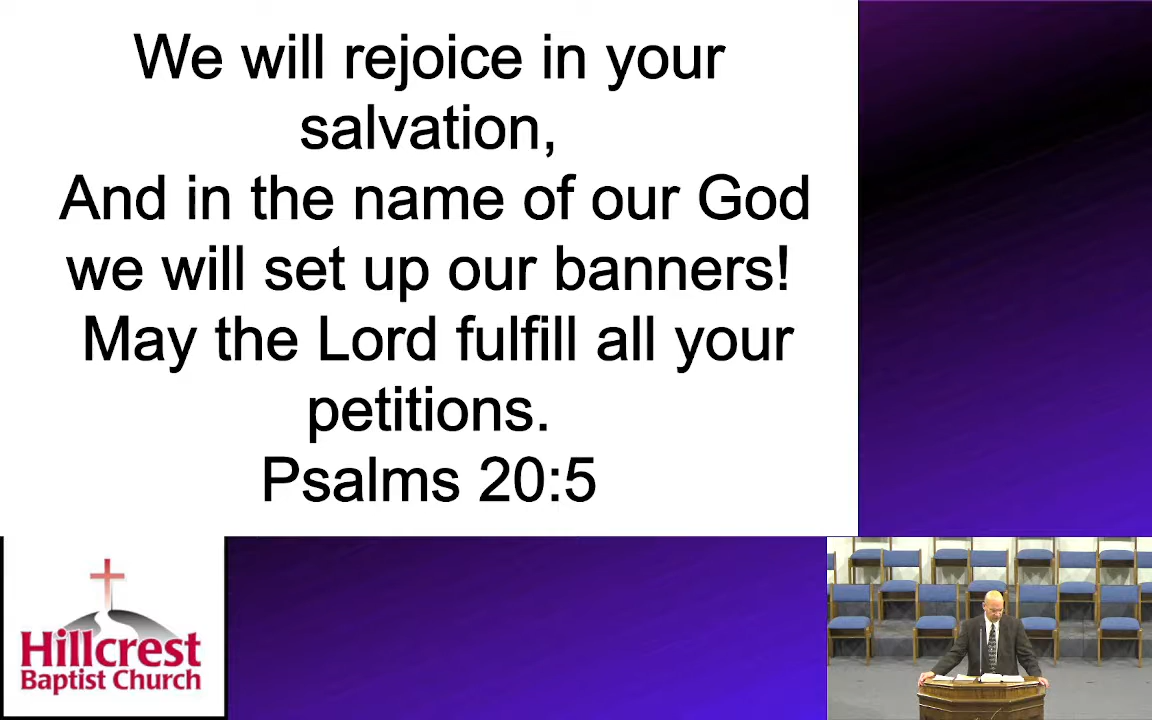 We will rejoice in your
salvation,
And in the name of our God
we will set up our banners!
May the Lord fulfill all your
petitions.
Psalms 20:5
Hillcrest
Baptist Church